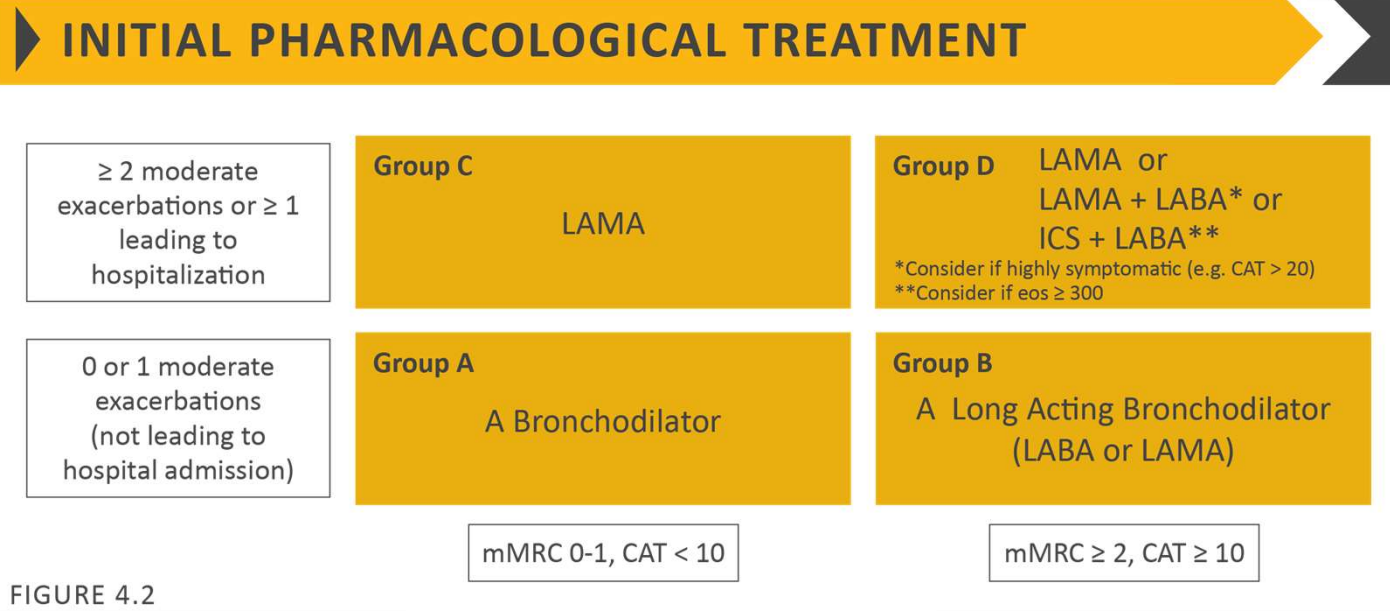 INITIAL PHARMACOLOGICAL TREATMENT
≥ 2 moderate
exacerbations or ≥ 1
leading to
hospitalization
Group C
LAMA
Group D
LAMA or
LAMA + LABA* or
ICS + LABA**
*Consider if highly symptomatic (e.g. CAT > 20)
**Consider if eos ≥ 300
0 or 1 moderate
exacerbations
(not leading to
hospital admission)
Group A
A Bronchodilator
Group B
A Long Acting Bronchodilator
(LABA or LAMA)
mMRC 0-1, CAT < 10
mMRC ≥ 2, CAT ≥ 10
FIGURE 4.2